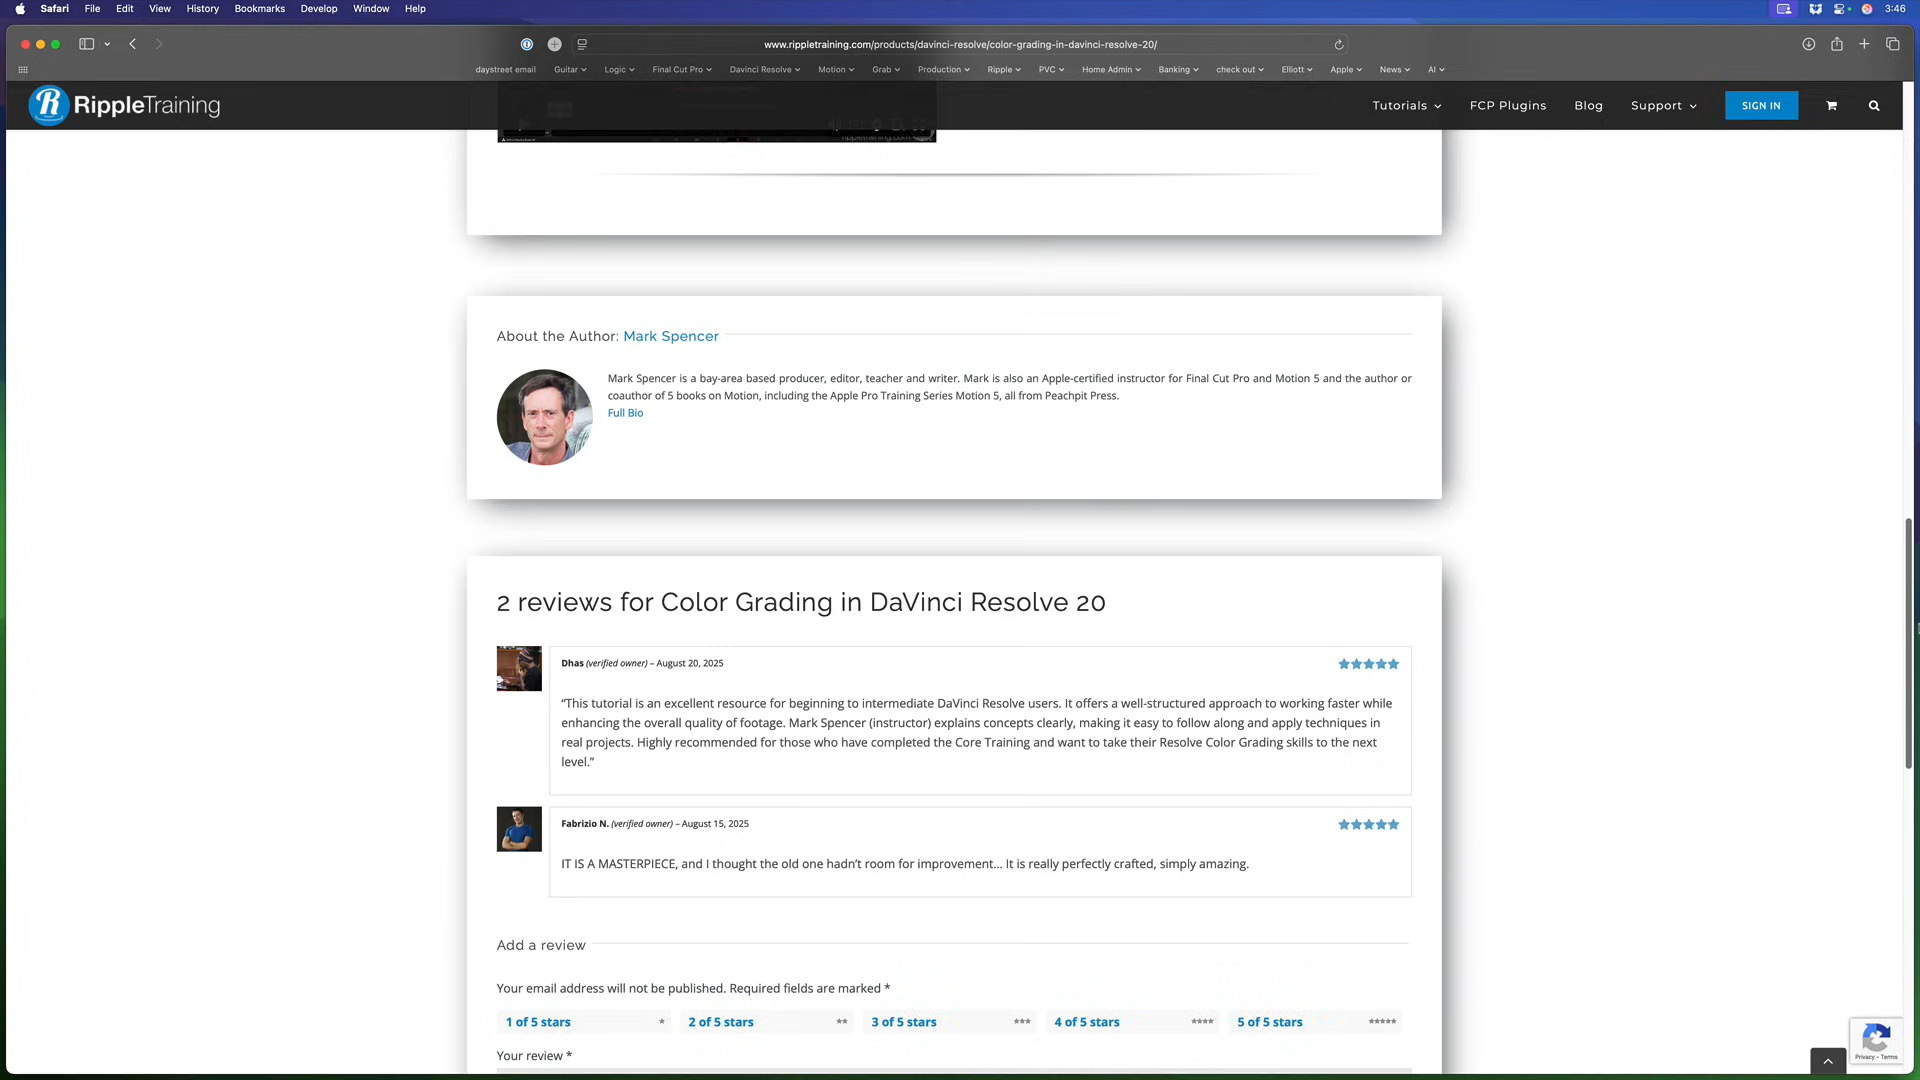 Safari File Edit View History Bookmarks Develop Window Help 3:46
www.rippletraining.com/products/davinci-resolve/color-grading-in-davinci-resolve-20/
daystreet email Guitar Logic Final Cut Pro Davinci Resolve Motion Grab Production Ripple PVC Home Admin Banking check out Elliott Apple News AI
RippleTraining Tutorials FCP Plugins Blog Support SIGN IN
About the Author: Mark Spencer
Mark Spencer is a bay-area based producer, editor, teacher and writer. Mark is also an Apple-certified instructor for Final Cut Pro and Motion 5 and the author or
coauthor of 5 books on Motion, including the Apple Pro Training Series Motion 5, all from Peachpit Press.
Full Bio
2 reviews for Color Grading in DaVinci Resolve 20
Dhas (verified owner) – August 20, 2025
“This tutorial is an excellent resource for beginning to intermediate DaVinci Resolve users. It offers a well-structured approach to working faster while
enhancing the overall quality of footage. Mark Spencer (instructor) explains concepts clearly, making it easy to follow along and apply techniques in
real projects. Highly recommended for those who have completed the Core Training and want to take their Resolve Color Grading skills to the next
level.”
Fabrizio N. (verified owner) – August 15, 2025
IT IS A MASTERPIECE, and I thought the old one hadn’t room for improvement… It is really perfectly crafted, simply amazing.
Add a review
Your email address will not be published. Required fields are marked *
1 of 5 stars 2 of 5 stars 3 of 5 stars 4 of 5 stars 5 of 5 stars
Your review *
Privacy - Terms